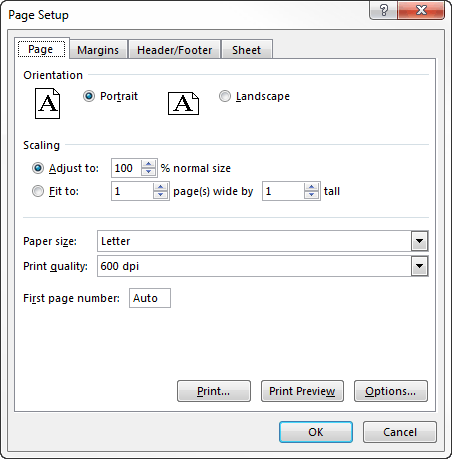 Page Setup
?
Page Margins Header/Footer Sheet
Orientation
A Portrait A Landscape
Scaling
Adjust to: 100 % normal size
Fit to: 1 page(s) wide by 1 tall
Paper size: Letter
Print quality: 600 dpi
First page number: Auto
Print... Print Preview Options...
OK Cancel